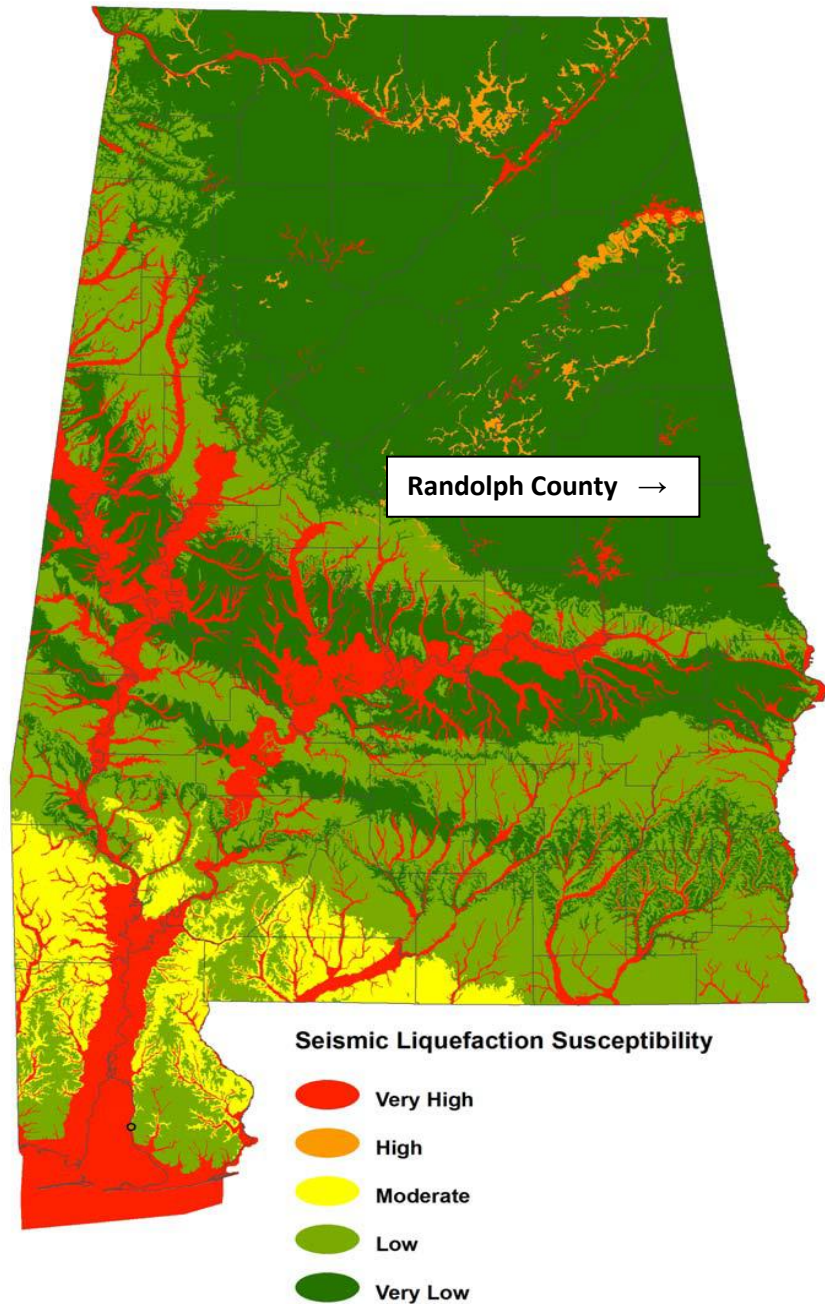 Randolph County →
Seismic Liquefaction Susceptibility
Very High
High
Moderate
Low
Very Low